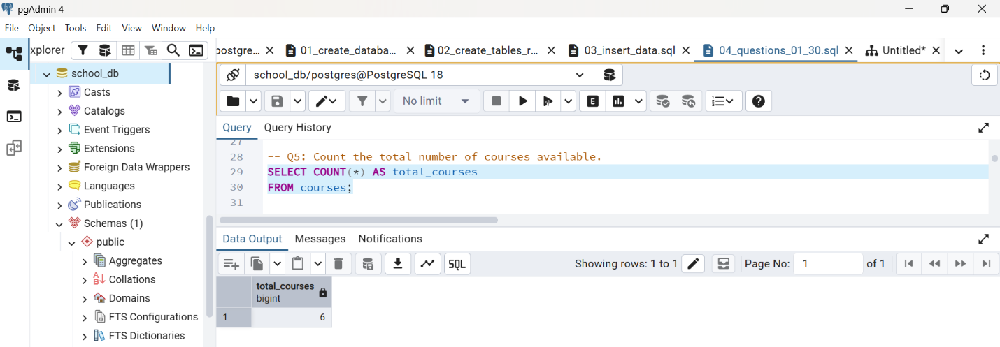 pgAdmin 4
File Object Tools Edit View Window Help
xplorer
postgre... 01_create_databa... 02_create_tables_r... 03_insert_data.sql 04_questions_01_30.sql Untitled*
school_db
Casts
Catalogs
Event Triggers
Extensions
Foreign Data Wrappers
Languages
Publications
Schemas (1)
public
Aggregates
Collations
Domains
FTS Configurations
FTS Dictionaries
school_db/postgres@PostgreSQL 18
No limit
E
Query Query History
27
28 -- Q5: Count the total number of courses available.
29 SELECT COUNT(*) AS total_courses
30 FROM courses;
31
Data Output Messages Notifications
SQL Showing rows: 1 to 1 Page No: 1 of 1
total_courses
bigint
1 6